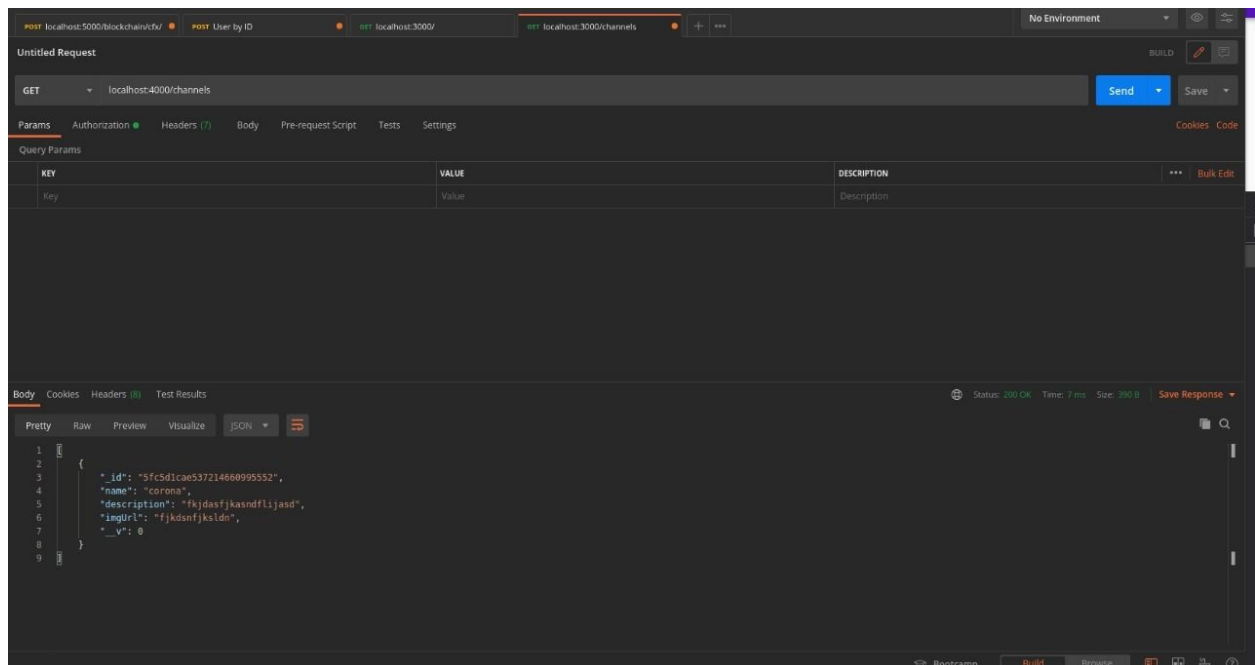 POST localhost:5000/blockchain/cfx/ POST User by ID GET localhost:3000/ GET localhost:3000/channels + ••• No Environment
Untitled Request BUILD
GET localhost:4000/channels Send Save
Params Authorization Headers (7) Body Pre-request Script Tests Settings Cookies Code
Query Params
KEY VALUE DESCRIPTION ••• Bulk Edit
Key Value Description
Body Cookies Headers (8) Test Results Status: 200 OK Time: 7 ms Size: 390 B Save Response
Pretty Raw Preview Visualize JSON
1 [
2 {
3 "_id": "5fc5d1cae537214660995552",
4 "name": "corona",
5 "description": "fkjdasfjkasndflijasd",
6 "imgUrl": "fjkdsnfjksldn",
7 "__v": 0
8 }
9 ]
Bootcamp Build Browse